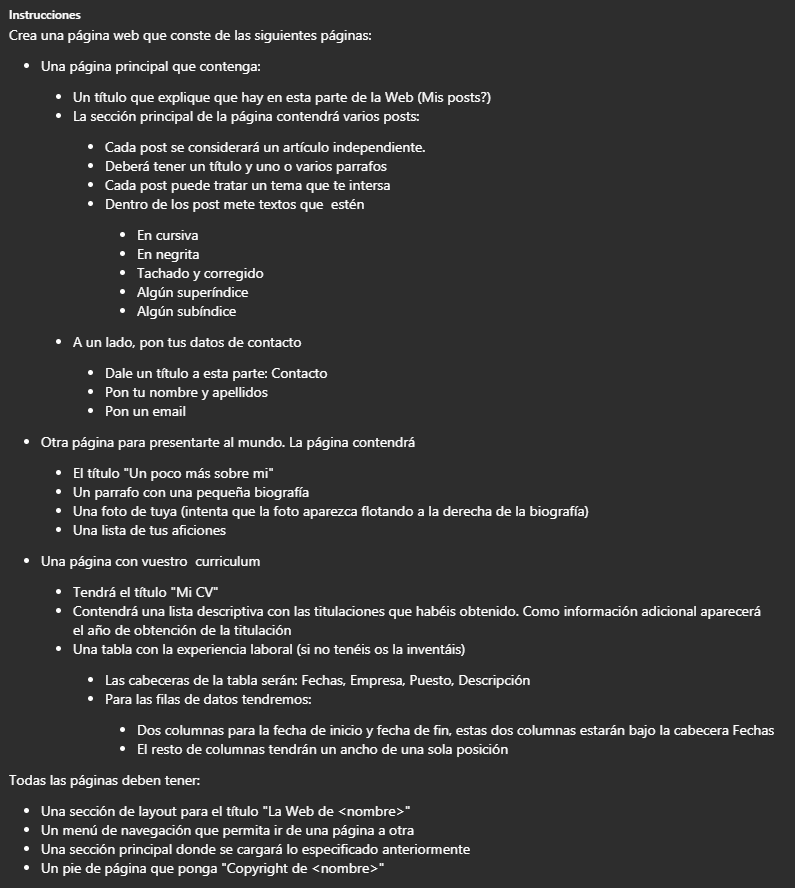 Instrucciones
Crea una página web que conste de las siguientes páginas:
Una página principal que contenga:
Un título que explique que hay en esta parte de la Web (Mis posts?)
La sección principal de la página contendrá varios posts:
Cada post se considerará un artículo independiente.
Deberá tener un título y uno o varios parrafos
Cada post puede tratar un tema que te intersa
Dentro de los post mete textos que estén
En cursiva
En negrita
Tachado y corregido
Algún superíndice
Algún subíndice
A un lado, pon tus datos de contacto
Dale un título a esta parte: Contacto
Pon tu nombre y apellidos
Pon un email
Otra página para presentarte al mundo. La página contendrá
El título "Un poco más sobre mi"
Un parrafo con una pequeña biografía
Una foto de tuya (intenta que la foto aparezca flotando a la derecha de la biografía)
Una lista de tus aficiones
Una página con vuestro curriculum
Tendrá el título "Mi CV"
Contendrá una lista descriptiva con las titulaciones que habéis obtenido. Como información adicional aparecerá
el año de obtención de la titulación
Una tabla con la experiencia laboral (si no tenéis os la inventáis)
Las cabeceras de la tabla serán: Fechas, Empresa, Puesto, Descripción
Para las filas de datos tendremos:
Dos columnas para la fecha de inicio y fecha de fin, estas dos columnas estarán bajo la cabecera Fechas
El resto de columnas tendrán un ancho de una sola posición
Todas las páginas deben tener:
Una sección de layout para el título "La Web de <nombre>"
Un menú de navegación que permita ir de una página a otra
Una sección principal donde se cargará lo especificado anteriormente
Un pie de página que ponga "Copyright de <nombre>"